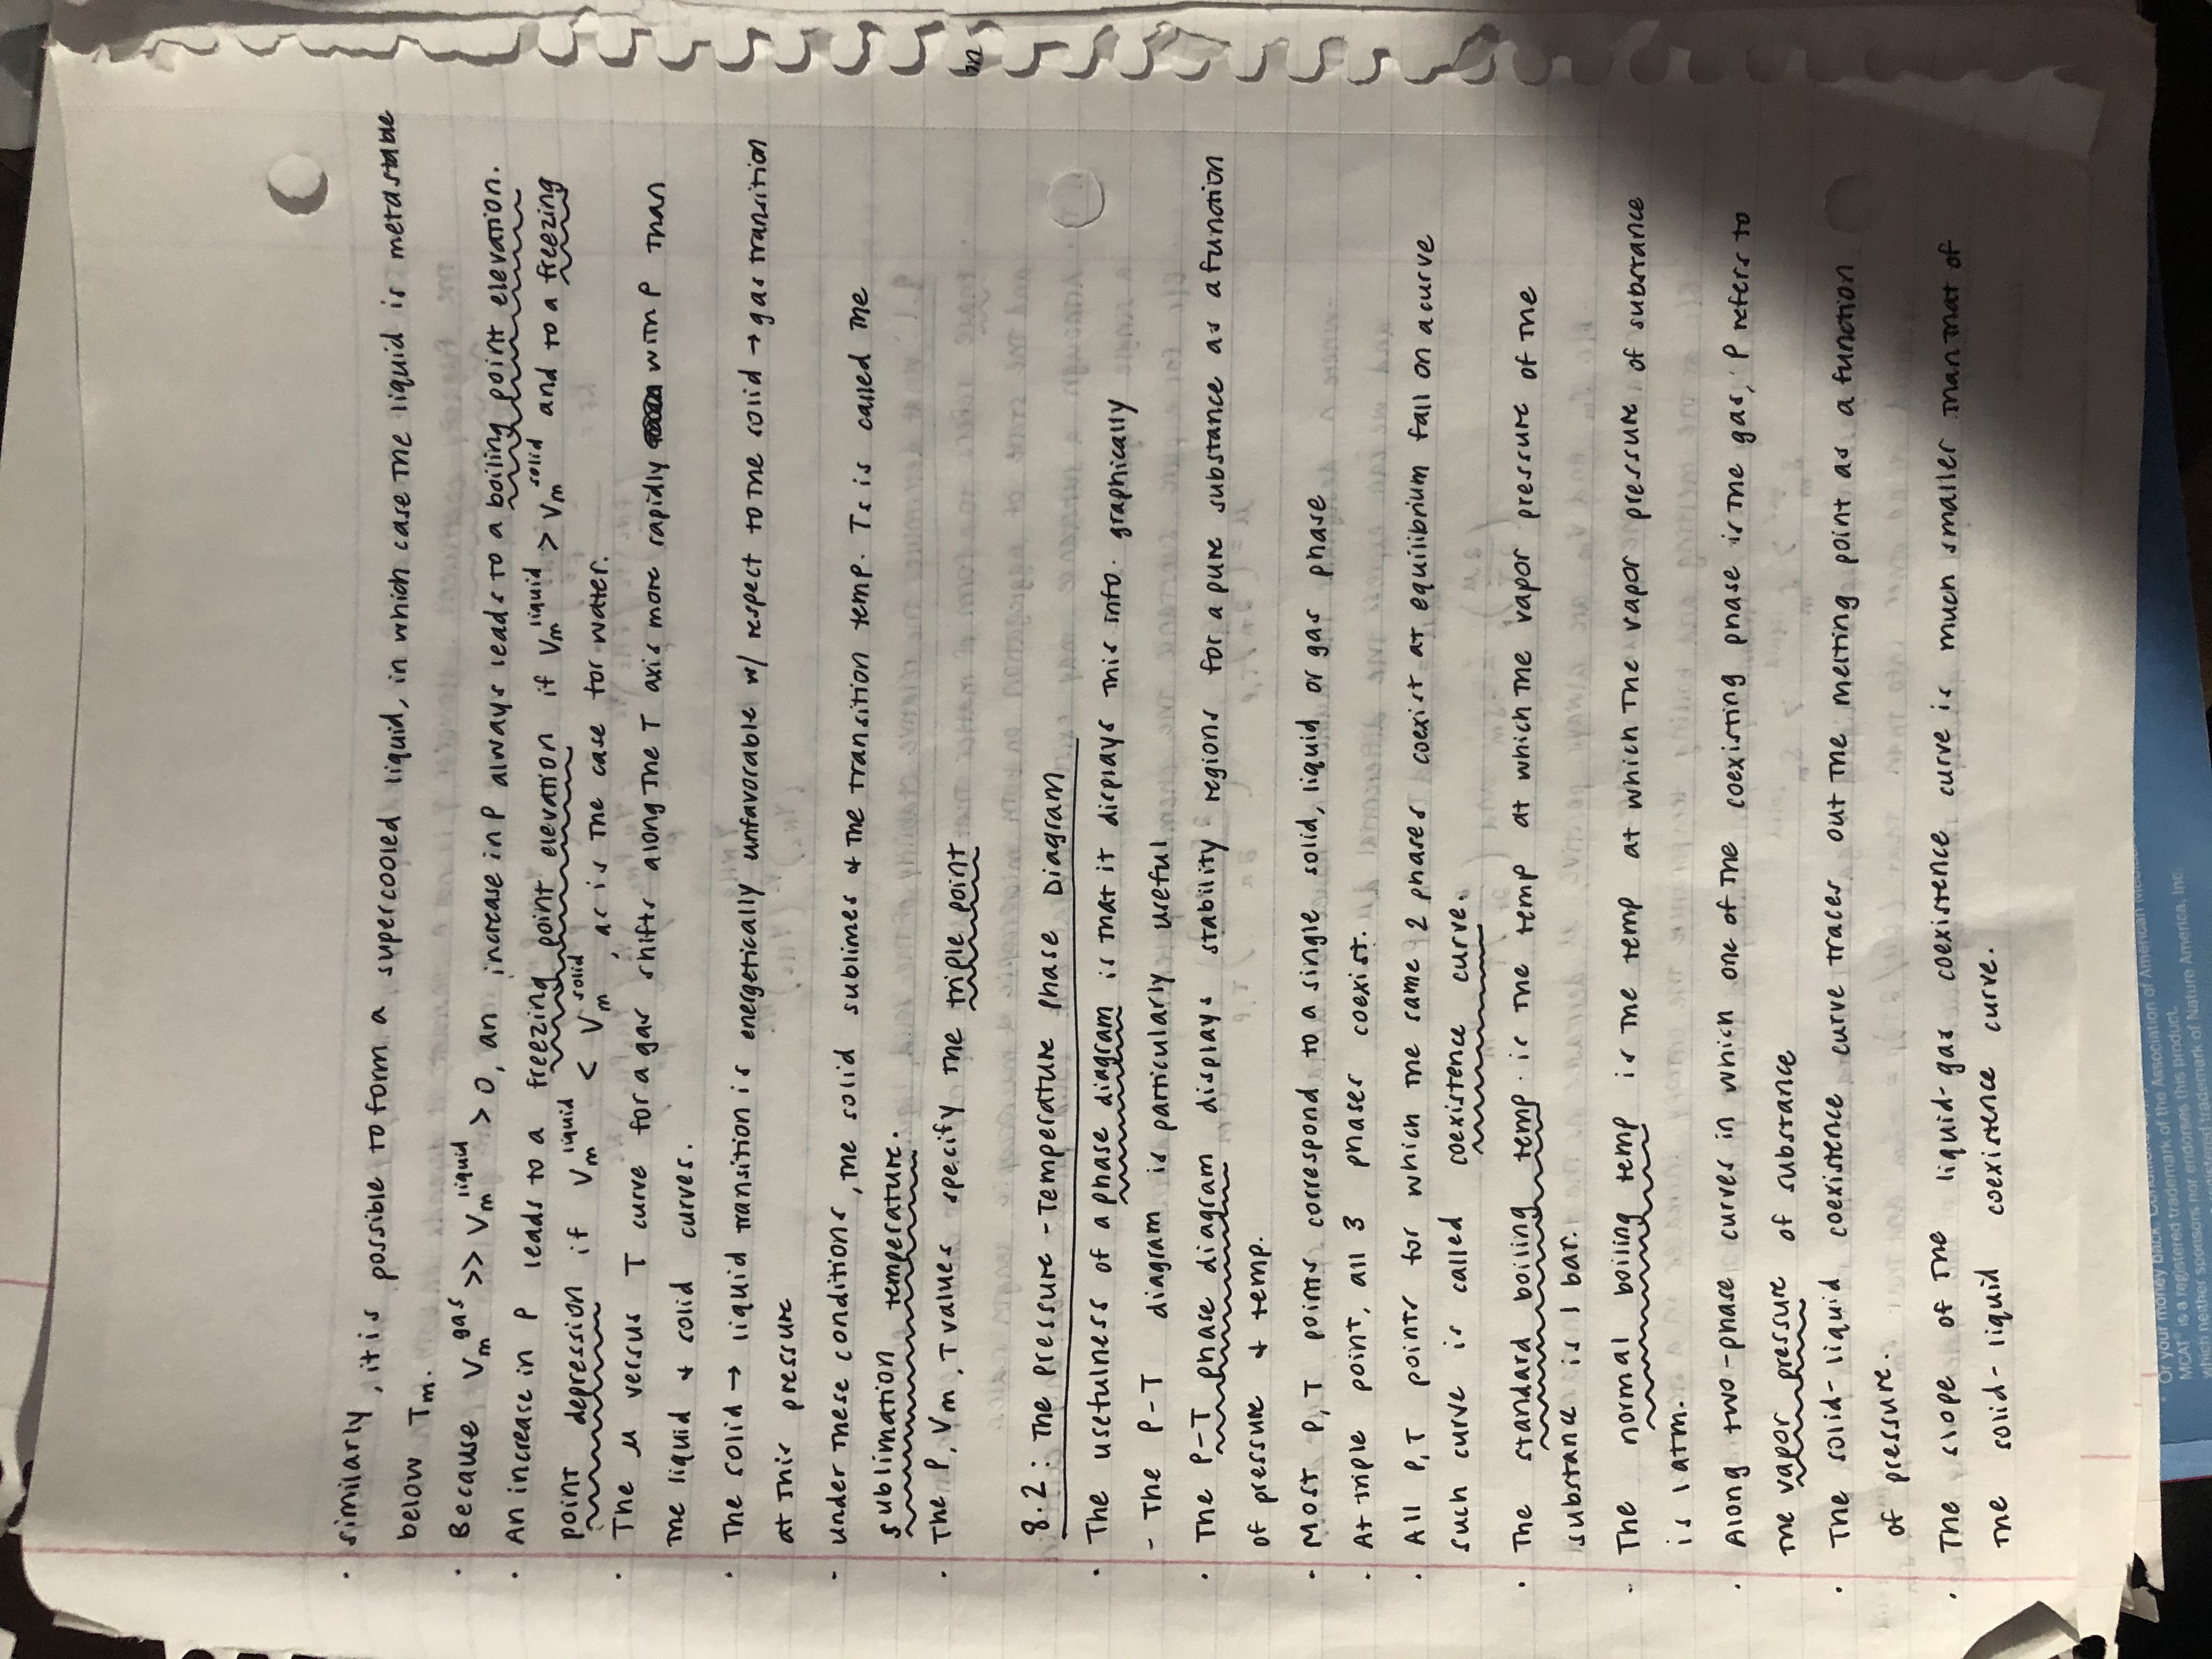 · similarly, it is possible to form a supercooled liquid, in which case the liquid is metastable
below Tm.
· Because Vm^gas >> Vm^liquid > 0, an increase in P always leads to a boiling point elevation.
· An increase in P leads to a freezing point elevation if Vm^liquid > Vm^solid and to a freezing
point depression if Vm^liquid < Vm^solid, as is the case for water.
· The μ versus T curve for a gas shifts along the T axis more rapidly with P than
the liquid & solid curves.
· The solid → liquid transition is energetically unfavorable w/ respect to the solid → gas transition
at this pressure
- under these conditions, the solid sublimes & the transition temp. Ts is called the
sublimation temperature.
· The P, Vm, T values specify the triple point
8.2: The Pressure-Temperature Phase Diagram
· The usefulness of a phase diagram is that it displays this info. graphically
- The P-T diagram is particularly useful
· The P-T phase diagram displays stability regions for a pure substance as a function
of pressure & temp.
- Most P, T points correspond to a single solid, liquid or gas phase
· At triple point, all 3 phases coexist.
· All P, T points for which the same 2 phases coexist at equilibrium fall on a curve
such curve is called coexistence curve.
· The standard boiling temp. is the temp at which the vapor pressure of the
substance is 1 bar.
- The normal boiling temp is the temp at which the vapor pressure of substance
is 1 atm.
· Along two-phase curves in which one of the coexisting phase is the gas, P refers to
the vapor pressure of substance
· The solid-liquid coexistence curve traces out the melting point as a function
of pressure.
· The slope of the liquid-gas coexistence curve is much smaller than that of
the solid-liquid coexistence curve.
Or your money back.
MCAT® is a registered trademark of the Association of American
which neither sponsors nor endorses this product.
registered trademark of Nature America, Inc.